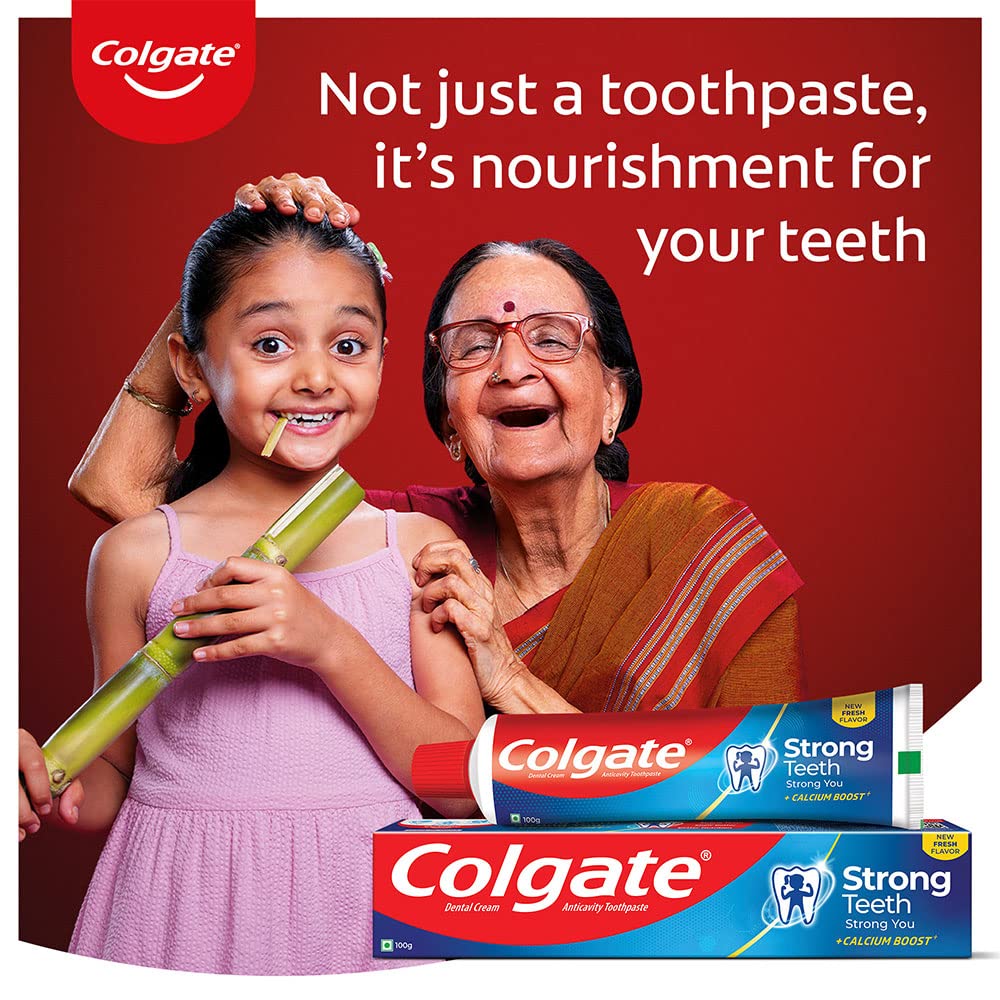 Colgate®
Not just a toothpaste,
it's nourishment for
your teeth
NEW
FRESH
FLAVOR
Colgate®
Dental Cream Anticavity Toothpaste
Strong
Teeth
Strong You
+ CALCIUM BOOST†
100g
NEW
FRESH
FLAVOR
Colgate®
Dental Cream Anticavity Toothpaste
Strong
Teeth
Strong You
+CALCIUM BOOST†
100g